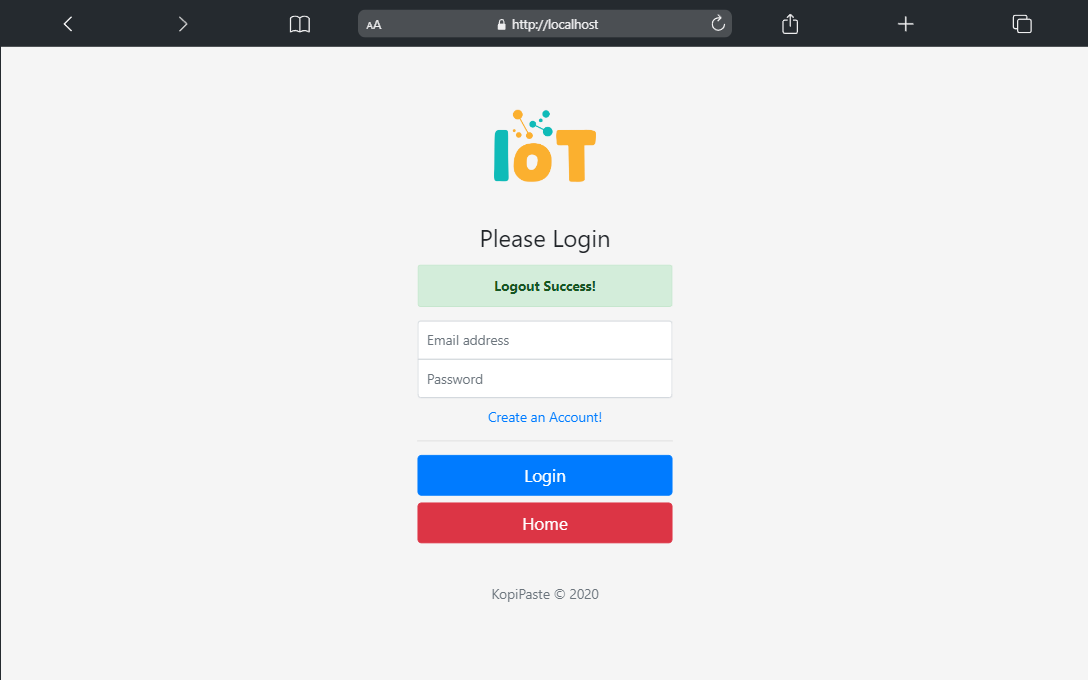 AA http://localhost
IoT
Please Login
Logout Success!
Email address
Password
Create an Account!
Login
Home
KopiPaste © 2020